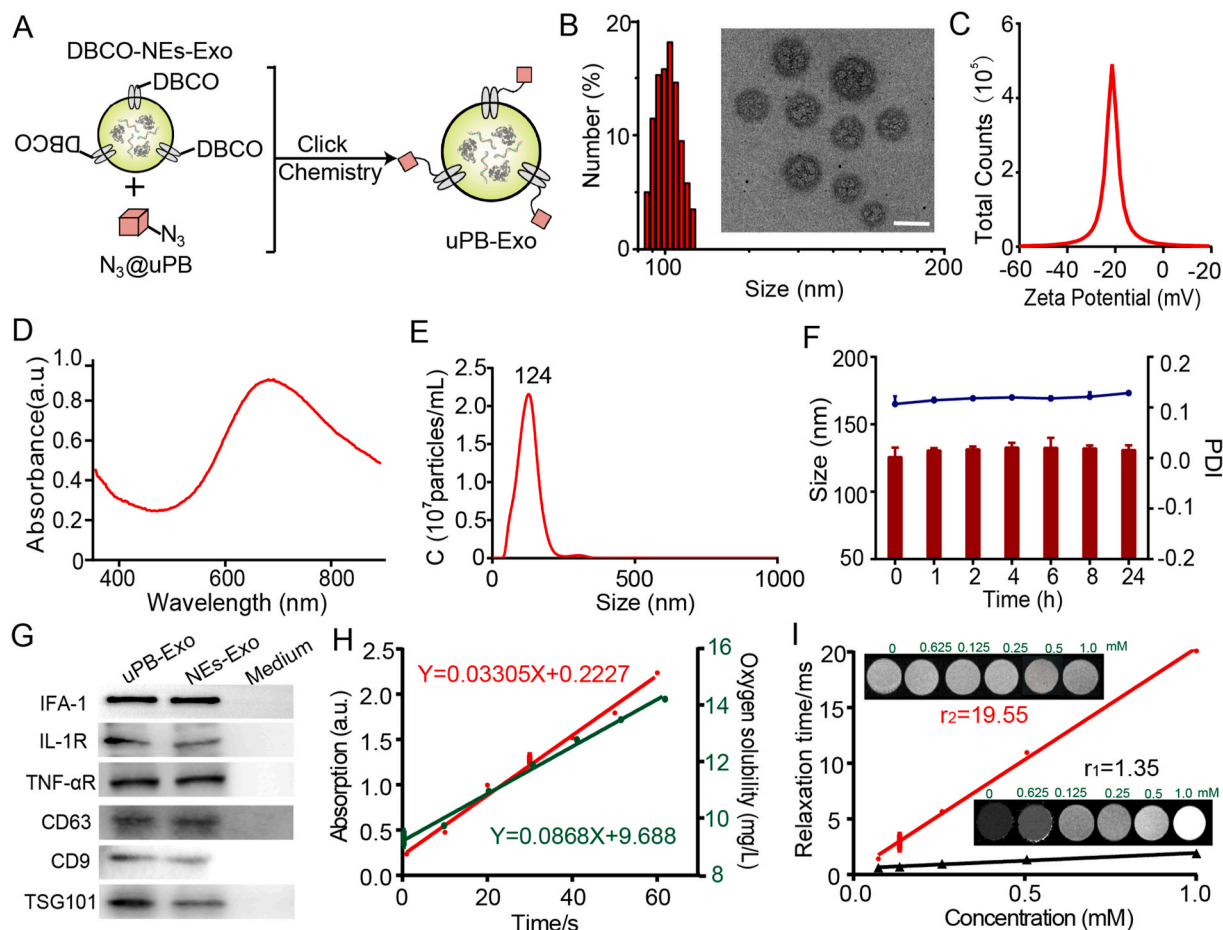 A
DBCO-NEs-Exo
DBCO
DBCO
DBCO
+
N₃
N₃@uPB
Click
Chemistry
uPB-Exo
B
Number (%)
20
15
10
5.0
0
100
200
Size (nm)
C
Total Counts (10⁵)
6
4
2
0
-60
-40
-20
0
-20
Zeta Potential (mV)
D
Absorbance(a.u.)
1.0
0.8
0.6
0.4
0.2
0
400
600
800
Wavelength (nm)
E
C (10⁷particles/mL)
2.5
2.0
1.5
1.0
0.5
0
124
0
500
1000
Size (nm)
F
Size (nm)
200
150
100
50
0.2
0.1
0.0
-0.1
-0.2
PDI
0 1 2 4 6 8 24
Time (h)
G
uPB-Exo NEs-Exo Medium
IFA-1
IL-1R
TNF-αR
CD63
CD9
TSG101
H
Absorption (a.u.)
2.5
2.0
1.5
1.0
0.5
0.0
Y=0.03305X+0.2227
Y=0.0868X+9.688
16
14
12
10
8
Oxygen solubility (mg/L)
0 20 40 60
Time/s
I
Relaxation time/ms
20
15
10
5
0
0 0.625 0.125 0.25 0.5 1.0 mM
r₂=19.55
r₁=1.35
0 0.625 0.125 0.25 0.5 1.0 mM
0.5
1.0
Concentration (mM)